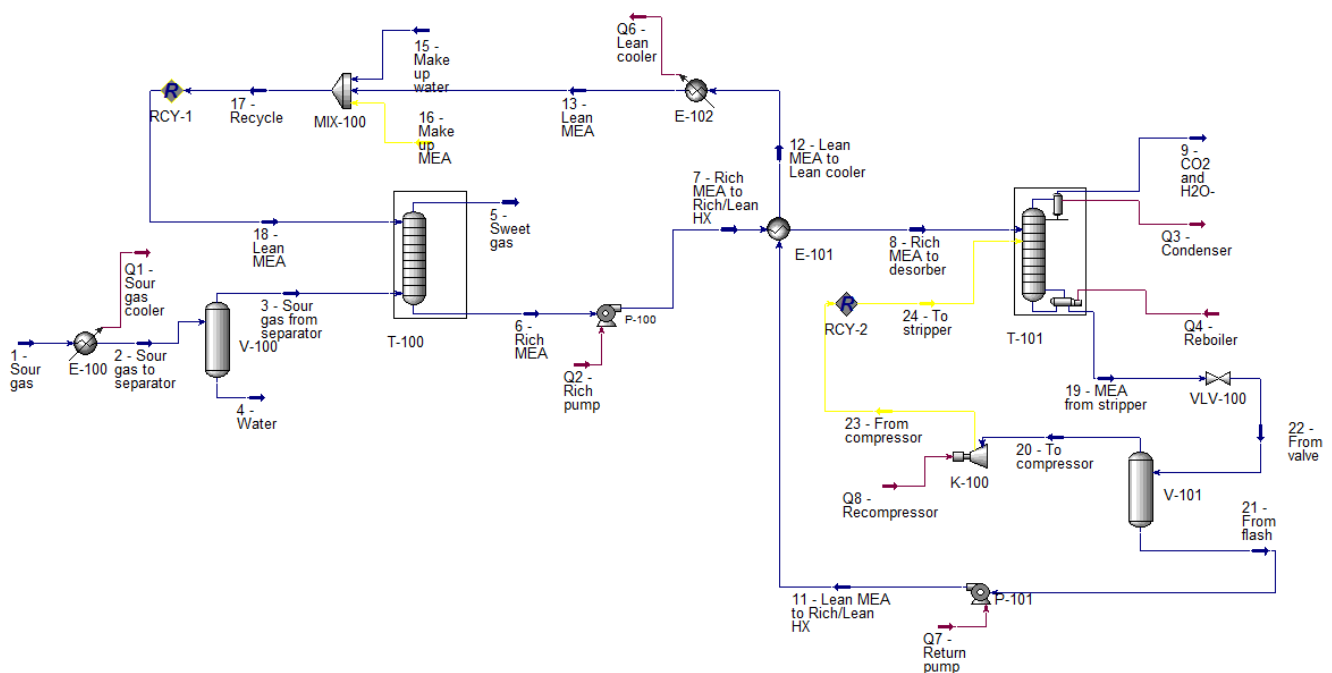 Q6 -
Lean
cooler
15 -
Make
up
water
RCY-1
17 -
Recycle
MIX-100
16 -
Make
up
MEA
13 -
Lean
MEA
E-102
12 - Lean
MEA to
Lean cooler
9 -
CO2
and
H2O-
7 - Rich
MEA to
Rich/Lean
HX
5 -
Sweet
gas
18 -
Lean
MEA
E-101
8 - Rich
MEA to
desorber
Q3 -
Condenser
Q1 -
Sour
gas
cooler
3 - Sour
gas from
separator
V-100
T-100
6 -
Rich
MEA
P-100
RCY-2
24 - To
stripper
T-101
Q4 -
Reboiler
1 -
Sour
gas
E-100
2 - Sour
gas to
separator
4 -
Water
Q2 -
Rich
pump
19 - MEA
from stripper
VLV-100
23 - From
compressor
20 - To
compressor
22 -
From
valve
K-100
V-101
Q8 -
Recompressor
21 -
From
flash
11 - Lean MEA
to Rich/Lean
HX
P-101
Q7 -
Return
pump
R
R